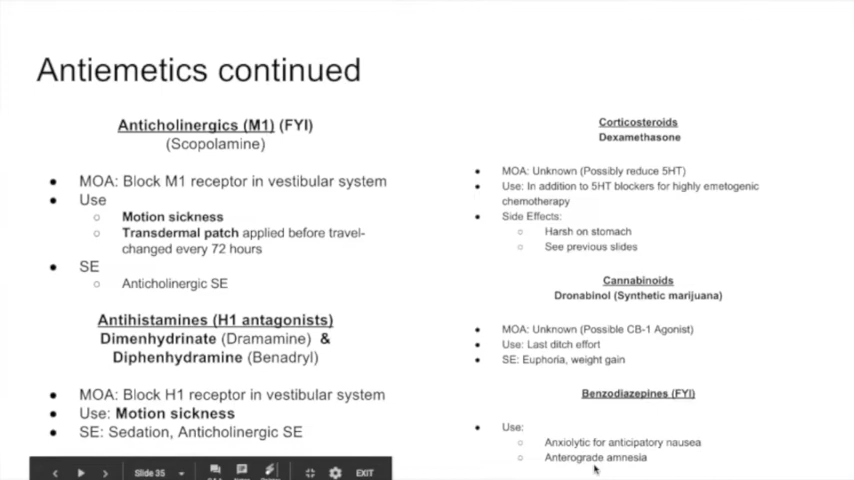 Antiemetics continued
Anticholinergics (M1) (FYI)
(Scopolamine)
● MOA: Block M1 receptor in vestibular system
● Use
○ Motion sickness
○ Transdermal patch applied before travel-
changed every 72 hours
● SE
○ Anticholinergic SE
Antihistamines (H1 antagonists)
Dimenhydrinate (Dramamine) &
Diphenhydramine (Benadryl)
● MOA: Block H1 receptor in vestibular system
● Use: Motion sickness
● SE: Sedation, Anticholinergic SE
Corticosteroids
Dexamethasone
● MOA: Unknown (Possibly reduce 5HT)
● Use: In addition to 5HT blockers for highly emetogenic
chemotherapy
● Side Effects:
○ Harsh on stomach
○ See previous slides
Cannabinoids
Dronabinol (Synthetic marijuana)
● MOA: Unknown (Possible CB-1 Agonist)
● Use: Last ditch effort
● SE: Euphoria, weight gain
Benzodiazepines (FYI)
● Use:
○ Anxiolytic for anticipatory nausea
○ Anterograde amnesia
Slide 35
EXIT